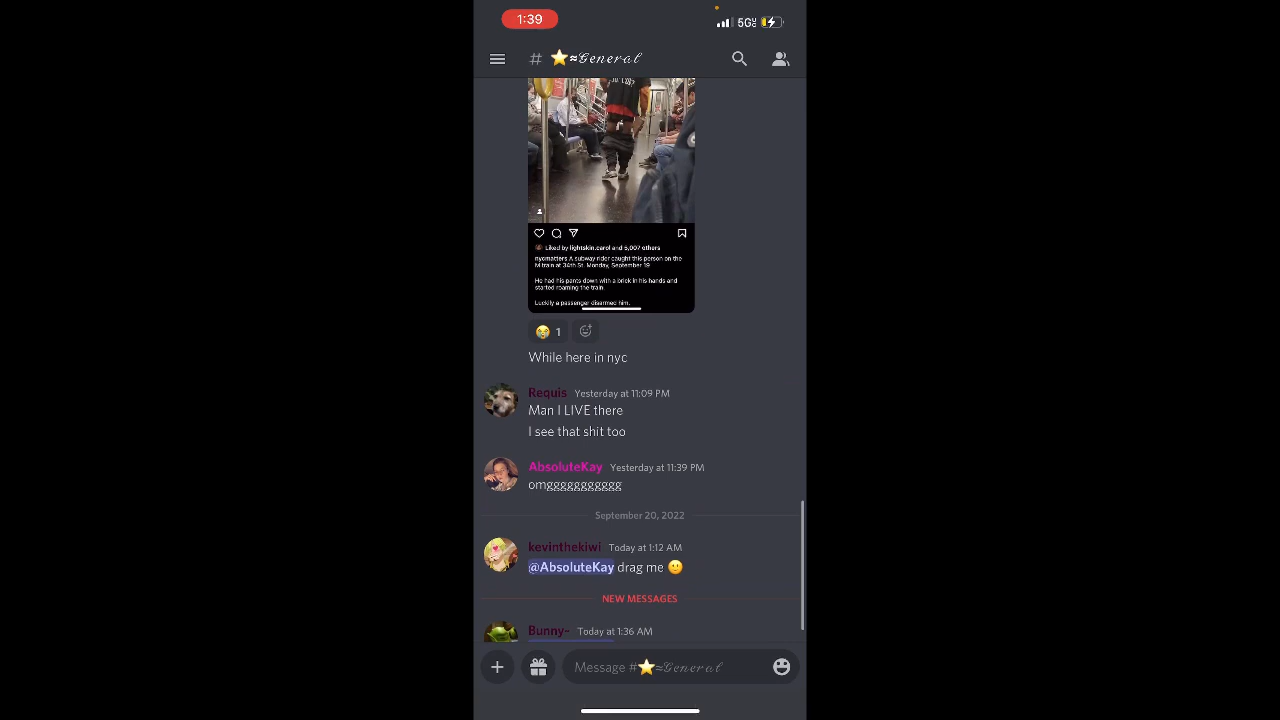 1:39
5G
# ⭐≈𝒢𝑒𝓃𝑒𝓇𝒶𝓁
Liked by lightskin.carol and 5,007 others
nycmatters A subway rider caught this person on the
M train at 34th St. Monday, September 19
He had his pants down with a brick in his hands and
started roaming the train.
Luckily a passenger disarmed him.
😭 1
While here in nyc
Requis Yesterday at 11:09 PM
Man I LIVE there
I see that shit too
AbsoluteKay Yesterday at 11:39 PM
omggggggggggg
September 20, 2022
kevinthekiwi Today at 1:12 AM
@AbsoluteKay drag me 🙂
NEW MESSAGES
Bunny~ Today at 1:36 AM
Message #⭐≈𝒢𝑒𝓃𝑒𝓇𝒶𝓁